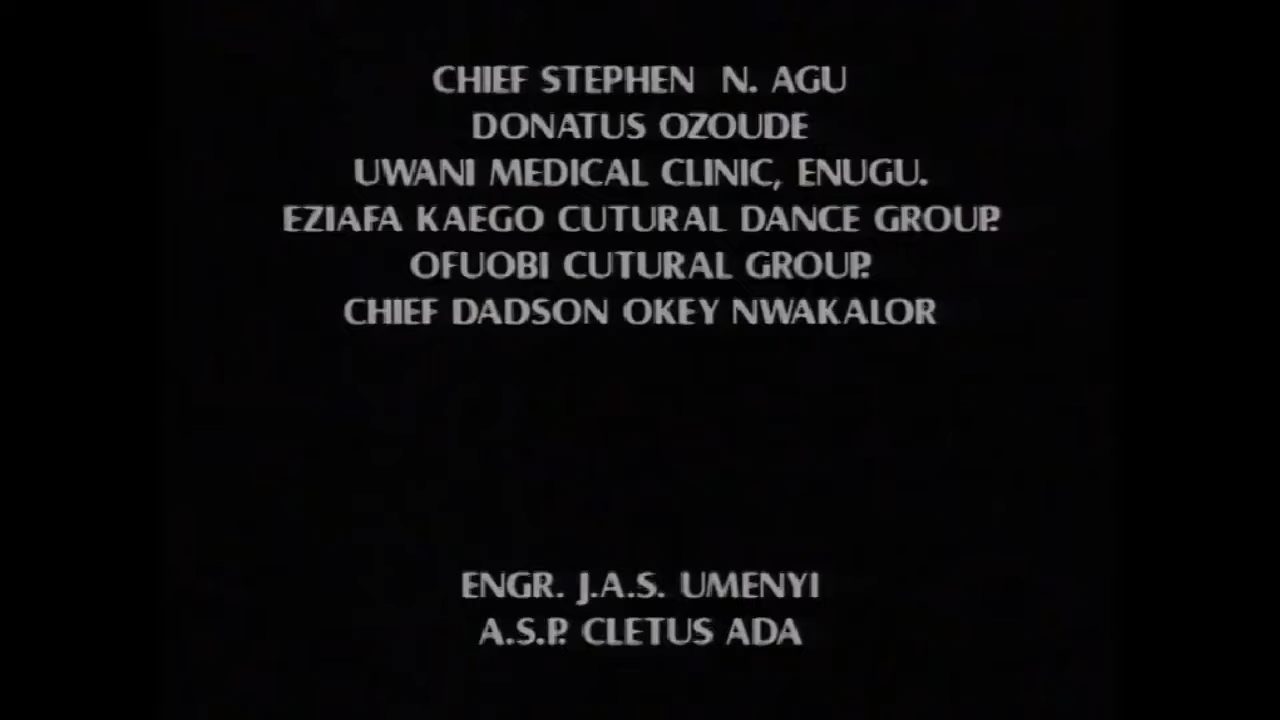 CHIEF STEPHEN N. AGU
DONATUS OZOUDE
UWANI MEDICAL CLINIC, ENUGU.
EZIAFA KAEGO CUTURAL DANCE GROUP.
OFUOBI CUTURAL GROUP.
CHIEF DADSON OKEY NWAKALOR
ENGR. J.A.S. UMENYI
A.S.P. CLETUS ADA